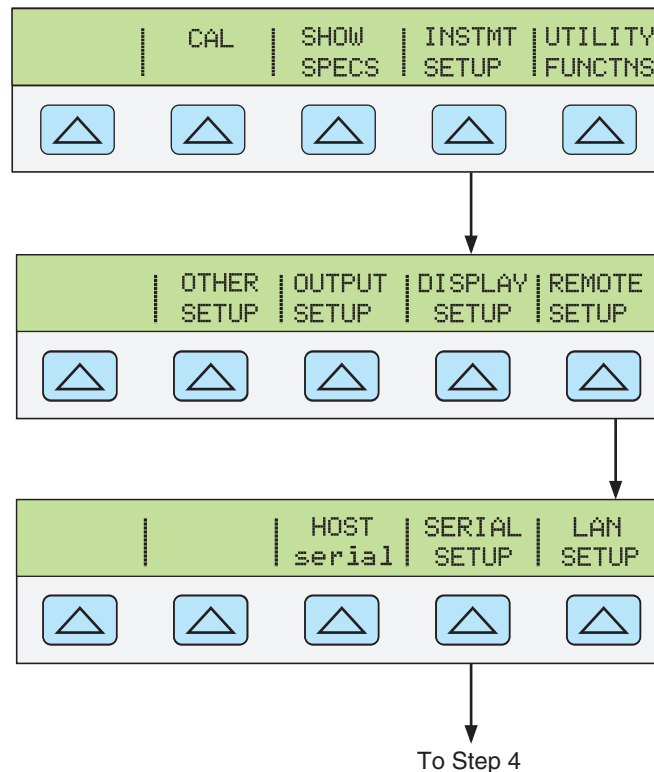 CAL SHOW INSTMT UTILITY
SPECS SETUP FUNCTNS
OTHER OUTPUT DISPLAY REMOTE
SETUP SETUP SETUP SETUP
HOST SERIAL LAN
serial SETUP SETUP
To Step 4